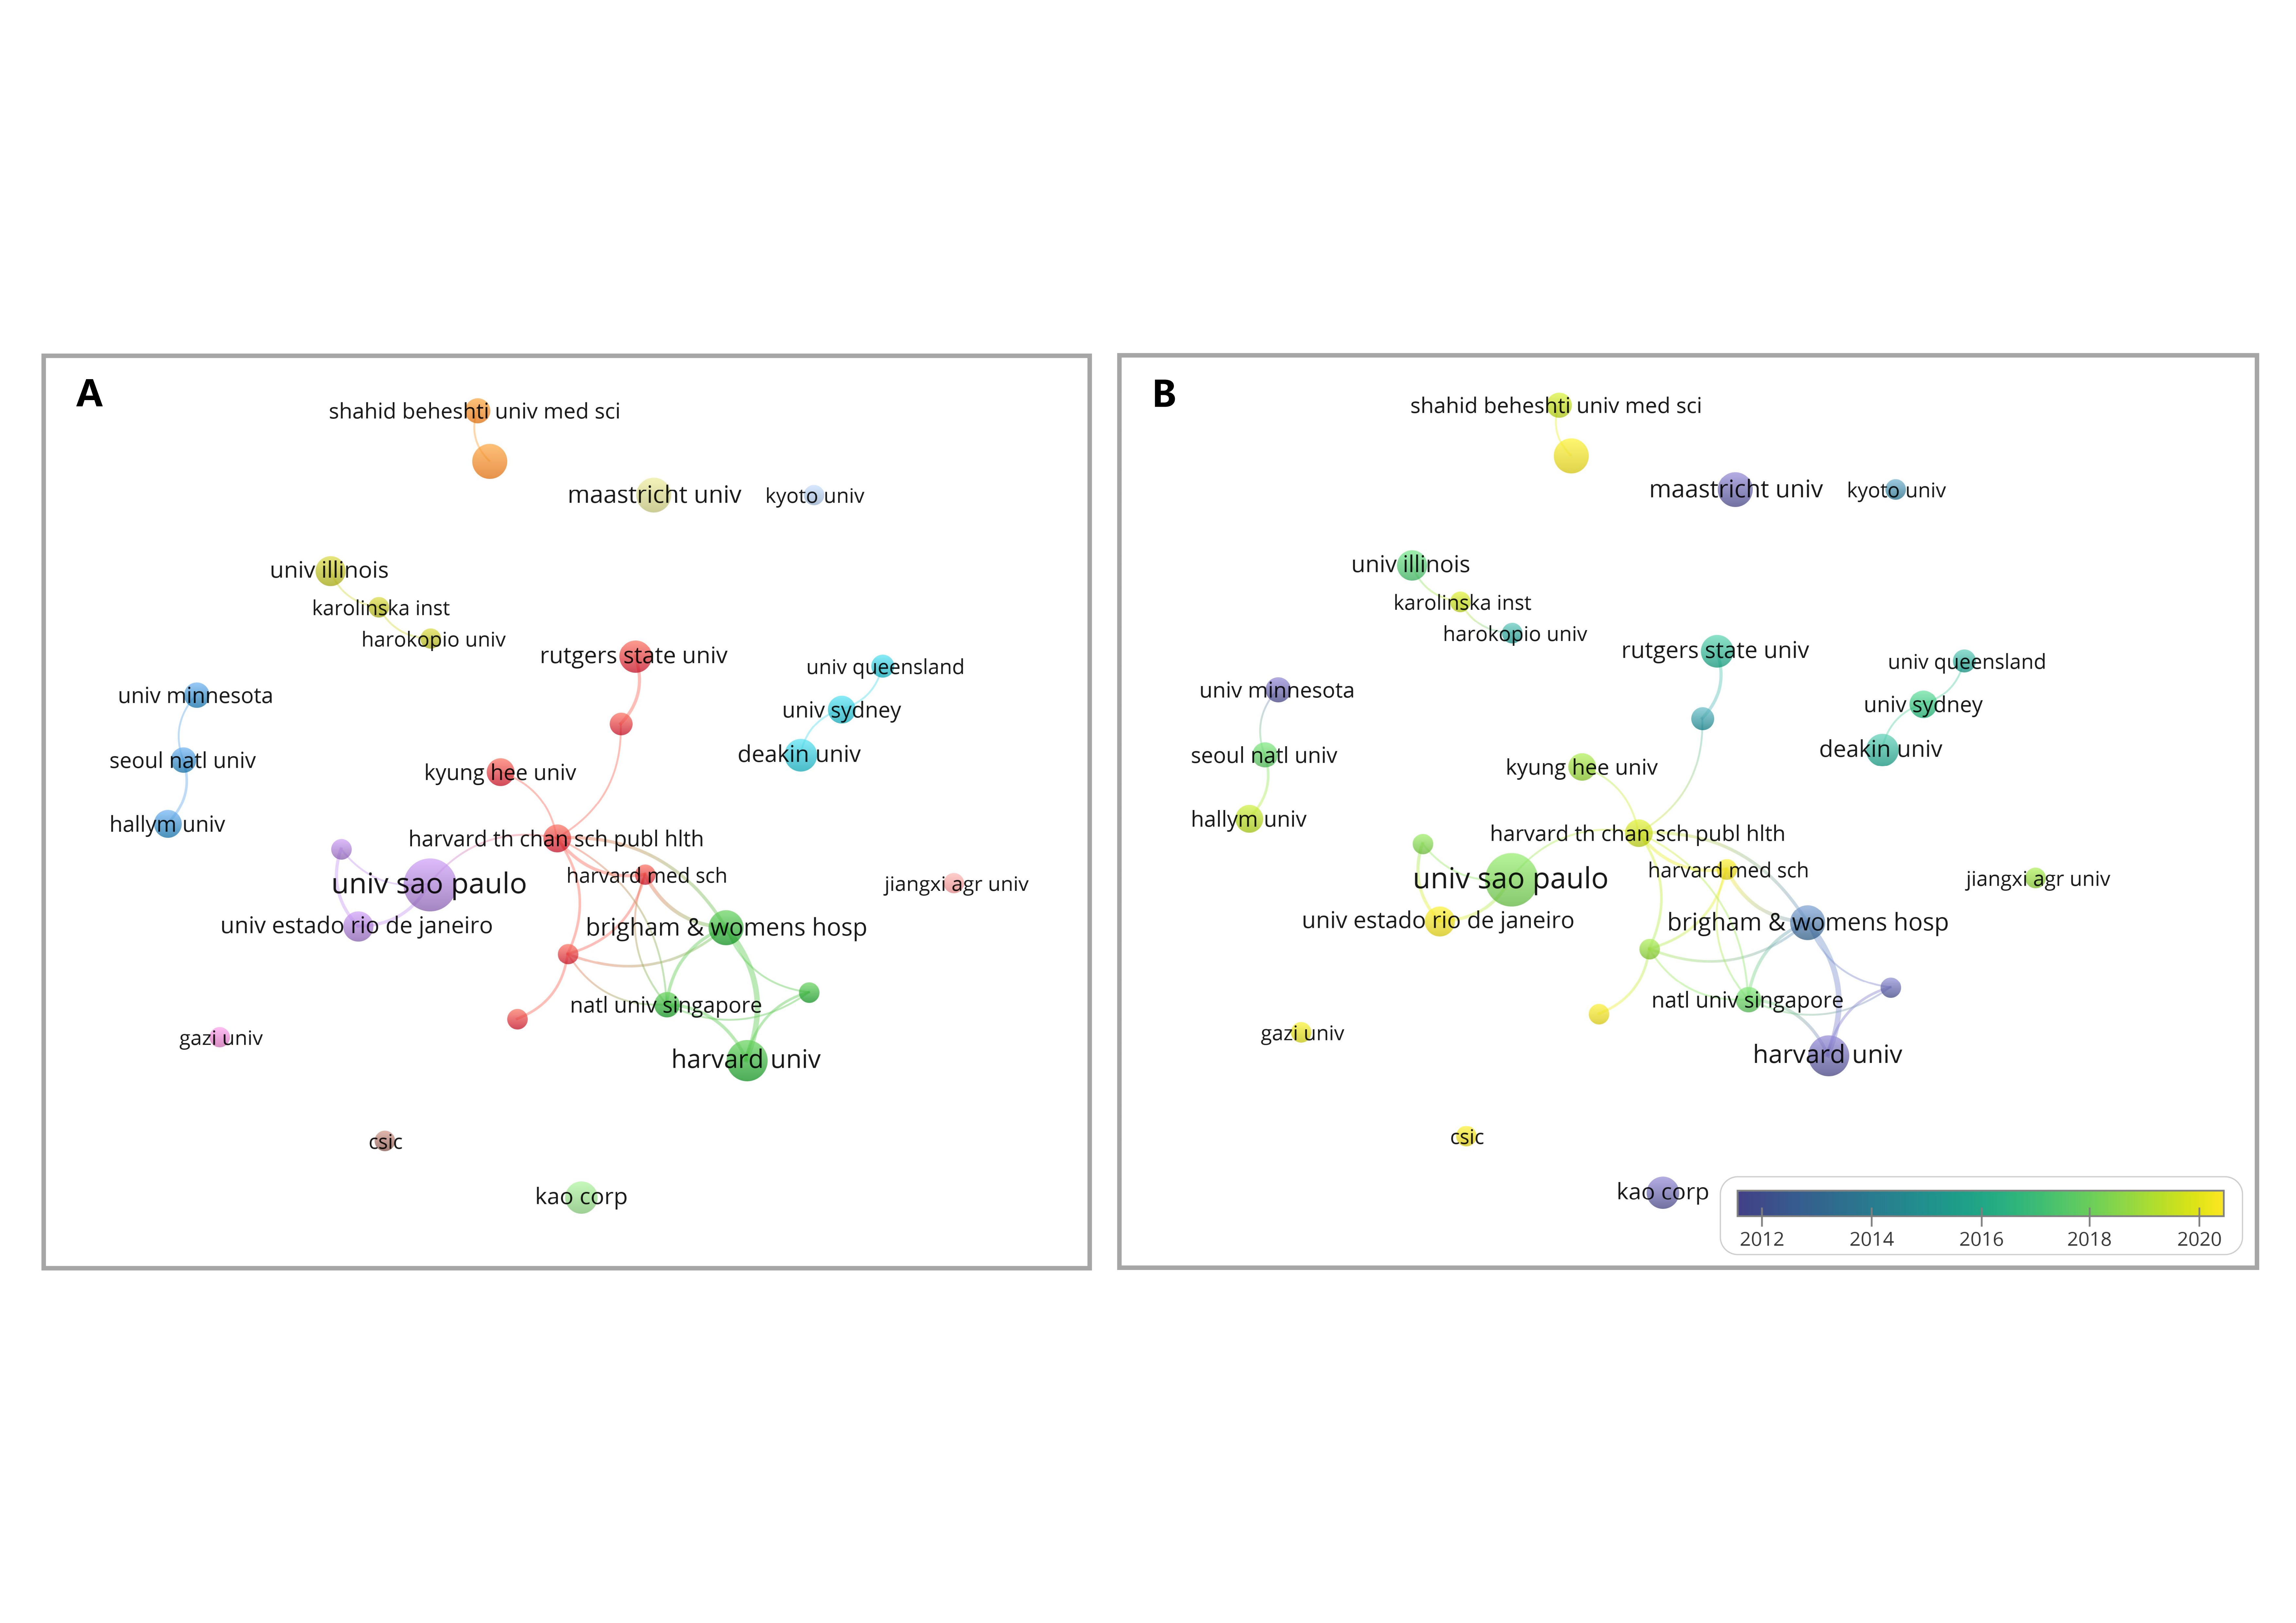 A
shahid beheshti univ med sci
maastricht univ
kyoto univ
univ illinois
karolinska inst
harokopio univ
rutgers state univ
univ queensland
univ minnesota
univ sydney
deakin univ
seoul natl univ
kyung hee univ
hallym univ
harvard th chan sch publ hlth
harvard med sch
univ sao paulo
jiangxi agr univ
univ estado rio de janeiro
brigham & womens hosp
natl univ singapore
gazi univ
harvard univ
csic
kao corp
B
shahid beheshti univ med sci
maastricht univ
kyoto univ
univ illinois
karolinska inst
harokopio univ
rutgers state univ
univ queensland
univ minnesota
univ sydney
deakin univ
seoul natl univ
kyung hee univ
hallym univ
harvard th chan sch publ hlth
harvard med sch
univ sao paulo
jiangxi agr univ
univ estado rio de janeiro
brigham & womens hosp
natl univ singapore
gazi univ
harvard univ
csic
kao corp
2012 2014 2016 2018 2020